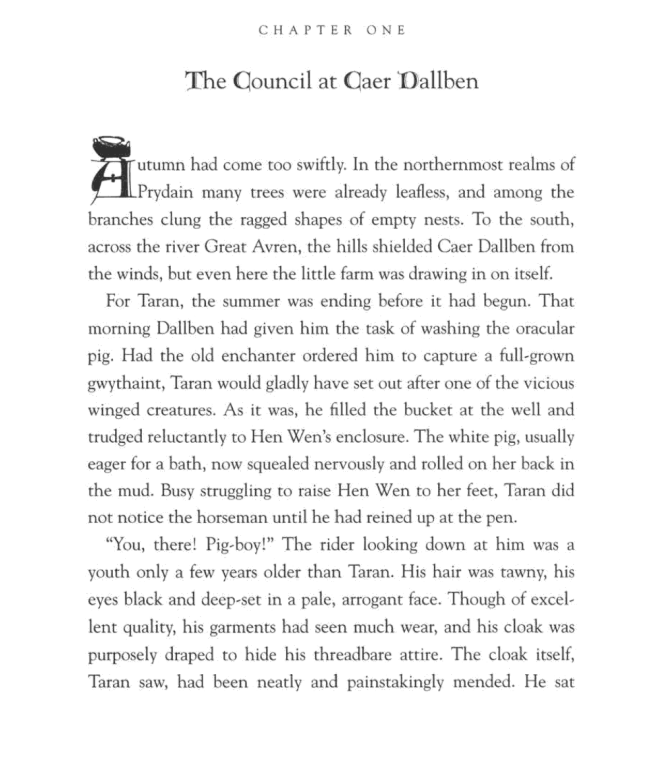 CHAPTER ONE
The Council at Caer Dallben
Autumn had come too swiftly. In the northernmost realms of
Prydain many trees were already leafless, and among the
branches clung the ragged shapes of empty nests. To the south,
across the river Great Avren, the hills shielded Caer Dallben from
the winds, but even here the little farm was drawing in on itself.
For Taran, the summer was ending before it had begun. That
morning Dallben had given him the task of washing the oracular
pig. Had the old enchanter ordered him to capture a full-grown
gwythaint, Taran would gladly have set out after one of the vicious
winged creatures. As it was, he filled the bucket at the well and
trudged reluctantly to Hen Wen's enclosure. The white pig, usually
eager for a bath, now squealed nervously and rolled on her back in
the mud. Busy struggling to raise Hen Wen to her feet, Taran did
not notice the horseman until he had reined up at the pen.
“You, there! Pig-boy!” The rider looking down at him was a
youth only a few years older than Taran. His hair was tawny, his
eyes black and deep-set in a pale, arrogant face. Though of excel-
lent quality, his garments had seen much wear, and his cloak was
purposely draped to hide his threadbare attire. The cloak itself,
Taran saw, had been neatly and painstakingly mended. He sat